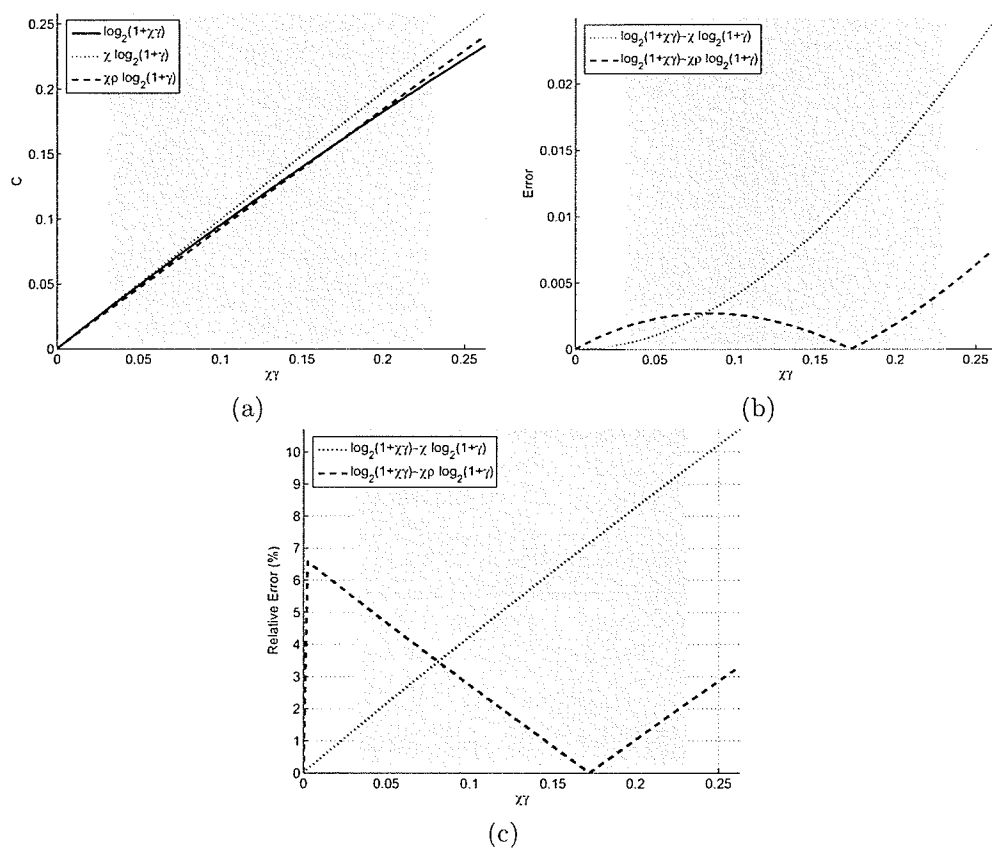 0.25
0.2
0.15
0.1
0.05
0
C
log₂(1+χγ)
χ log₂(1+γ)
χρ log₂(1+γ)
0 0.05 0.1 0.15 0.2 0.25
χγ
(a)
0.02
0.015
0.01
0.005
0
Error
log₂(1+χγ)-χ log₂(1+γ)
log₂(1+χγ)-χρ log₂(1+γ)
0 0.05 0.1 0.15 0.2 0.25
χγ
(b)
10
9
8
7
6
5
4
3
2
1
0
Relative Error (%)
log₂(1+χγ)-χ log₂(1+γ)
log₂(1+χγ)-χρ log₂(1+γ)
0 0.05 0.1 0.15 0.2 0.25
χγ
(c)